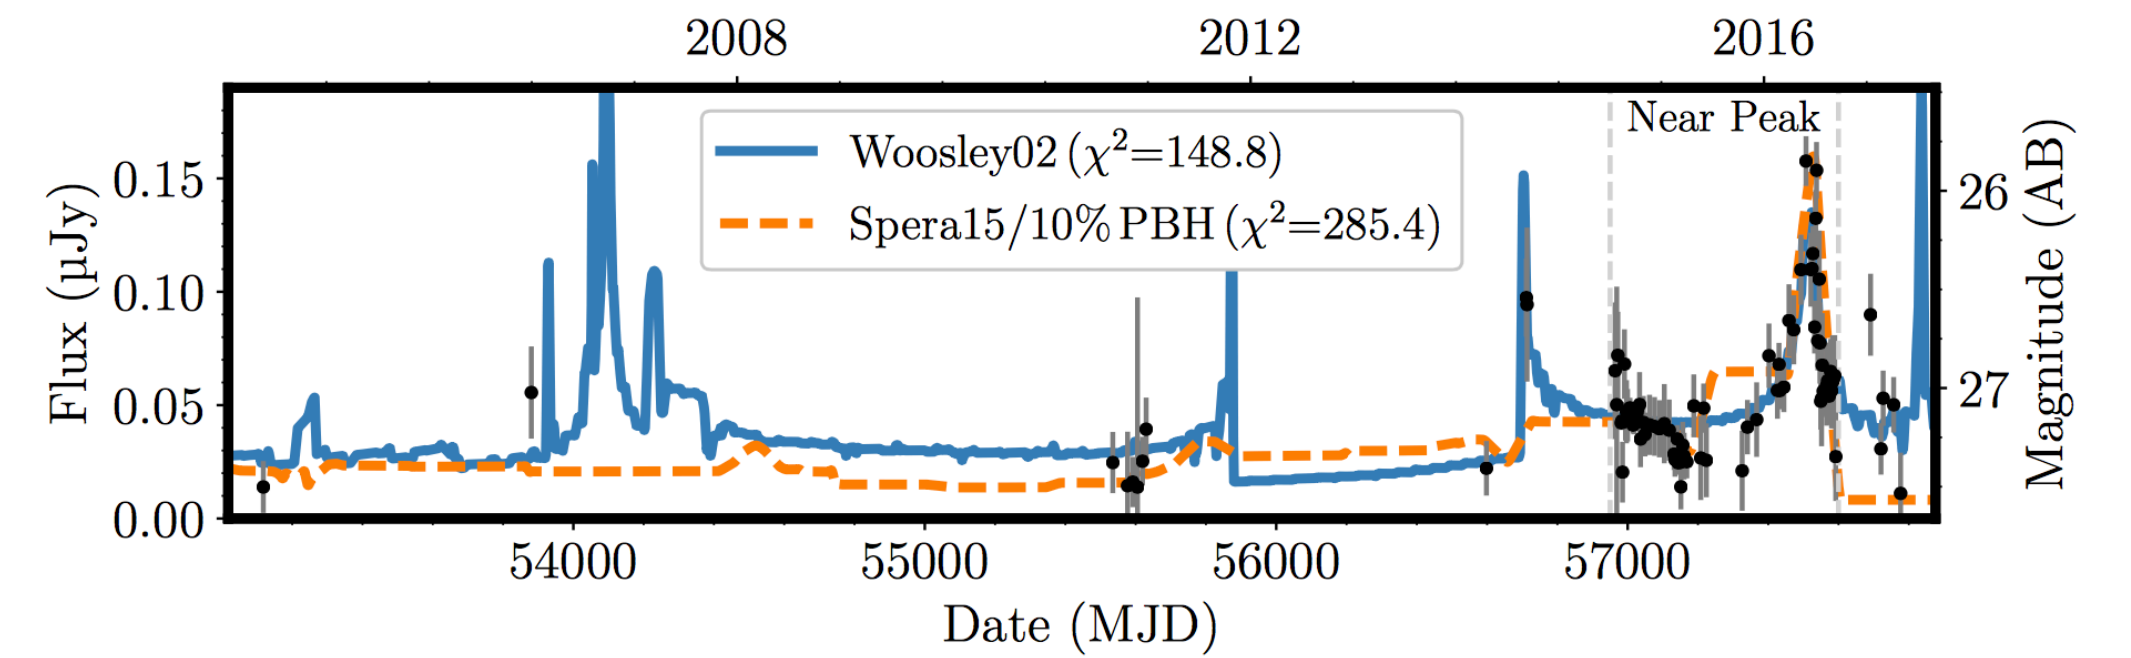 2008 2012 2016
Near Peak
Woosley02 (χ²=148.8)
Spera15/10% PBH (χ²=285.4)
Flux (μJy)
0.15
0.10
0.05
0.00
26
27
Magnitude (AB)
54000 55000 56000 57000
Date (MJD)